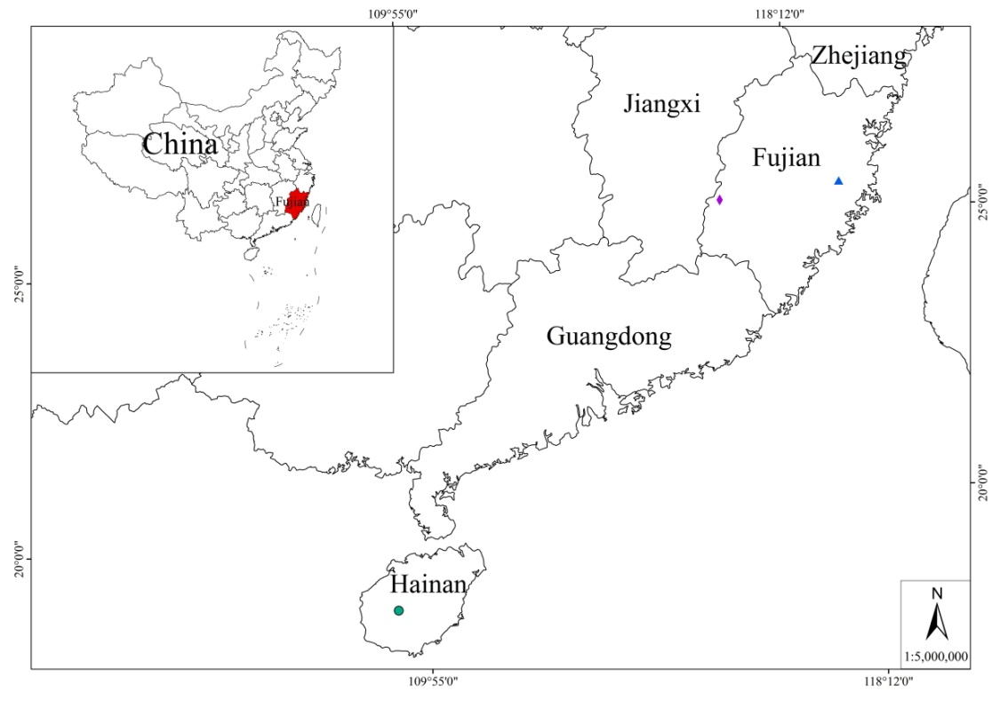 109°55'0"
118°12'0"
Zhejiang
Jiangxi
China
Fujian
Fujian
25°0'0"
25°0'0"
Guangdong
20°0'0"
20°0'0"
Hainan
N
1:5,000,000
109°55'0"
118°12'0"